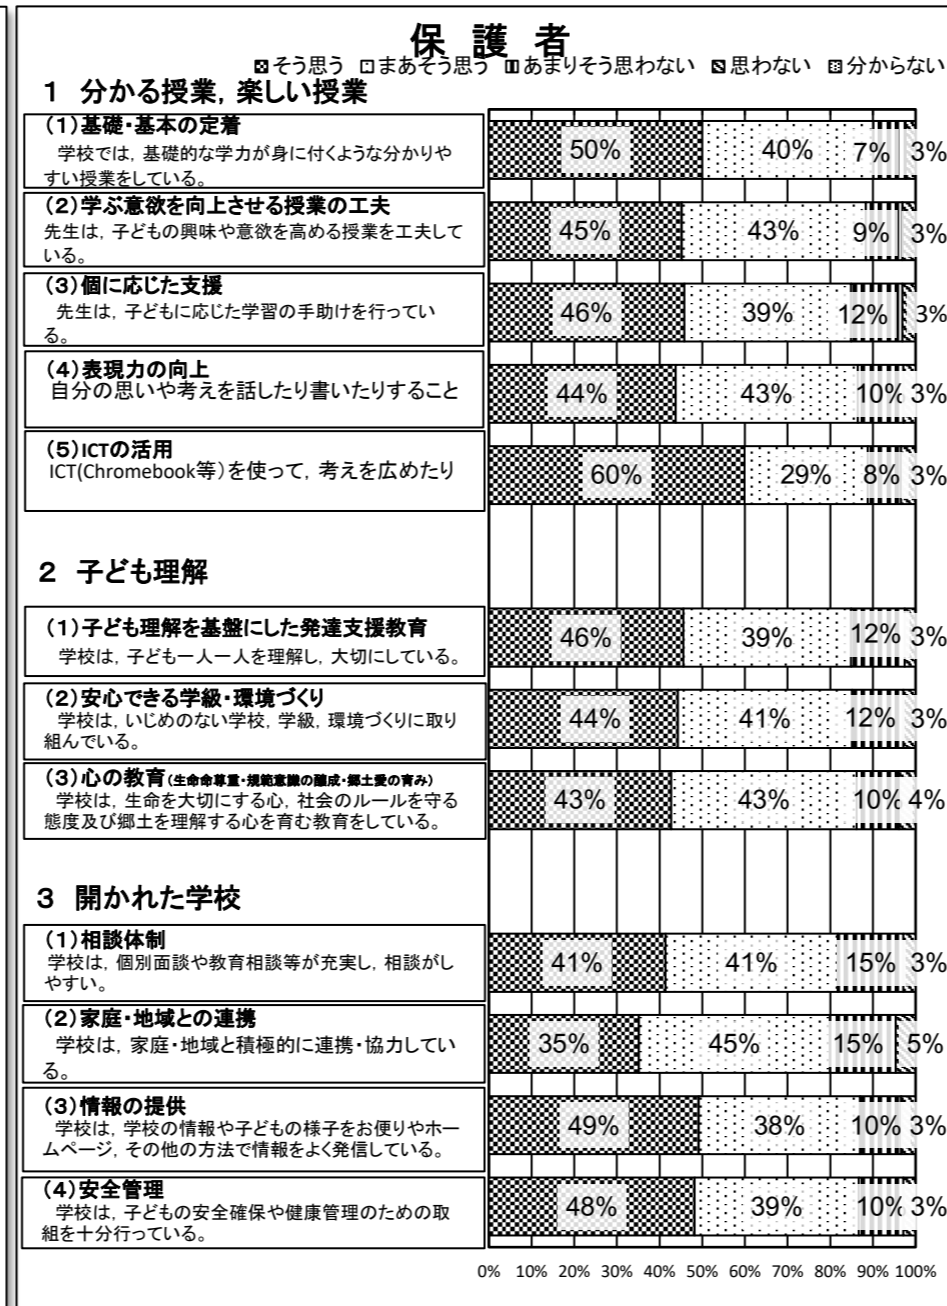 保 護 者
そう思う まあそう思う あまりそう思わない 思わない 分からない
1 分かる授業，楽しい授業
（1）基礎・基本の定着
学校では，基礎的な学力が身に付くような分かりや
すい授業をしている。
50% 40% 7% 3%
（2）学ぶ意欲を向上させる授業の工夫
先生は，子どもの興味や意欲を高める授業を工夫して
いる。
45% 43% 9% 3%
（3）個に応じた支援
先生は，子どもに応じた学習の手助けを行ってい
る。
46% 39% 12% 3%
（4）表現力の向上
自分の思いや考えを話したり書いたりすること
44% 43% 10% 3%
（5）ICTの活用
ICT(Chromebook等）を使って，考えを広めたり
60% 29% 8% 3%
2 子ども理解
（1）子ども理解を基盤にした発達支援教育
学校は，子ども一人一人を理解し，大切にしている。
46% 39% 12% 3%
（2）安心できる学級・環境づくり
学校は，いじめのない学校，学級，環境づくりに取り
組んでいる。
44% 41% 12% 3%
（3）心の教育（生命命尊重・規範意識の醸成・郷土愛の育み）
学校は，生命を大切にする心，社会のルールを守る
態度及び郷土を理解する心を育む教育をしている。
43% 43% 10% 4%
3 開かれた学校
（1）相談体制
学校は，個別面談や教育相談等が充実し，相談がし
やすい。
41% 41% 15% 3%
（2）家庭・地域との連携
学校は，家庭・地域と積極的に連携・協力してい
る。
35% 45% 15% 5%
（3）情報の提供
学校は，学校の情報や子どもの様子をお便りやホー
ムページ，その他の方法で情報をよく発信している。
49% 38% 10% 3%
（4）安全管理
学校は，子どもの安全確保や健康管理のための取
組を十分行っている。
48% 39% 10% 3%
0% 10% 20% 30% 40% 50% 60% 70% 80% 90% 100%